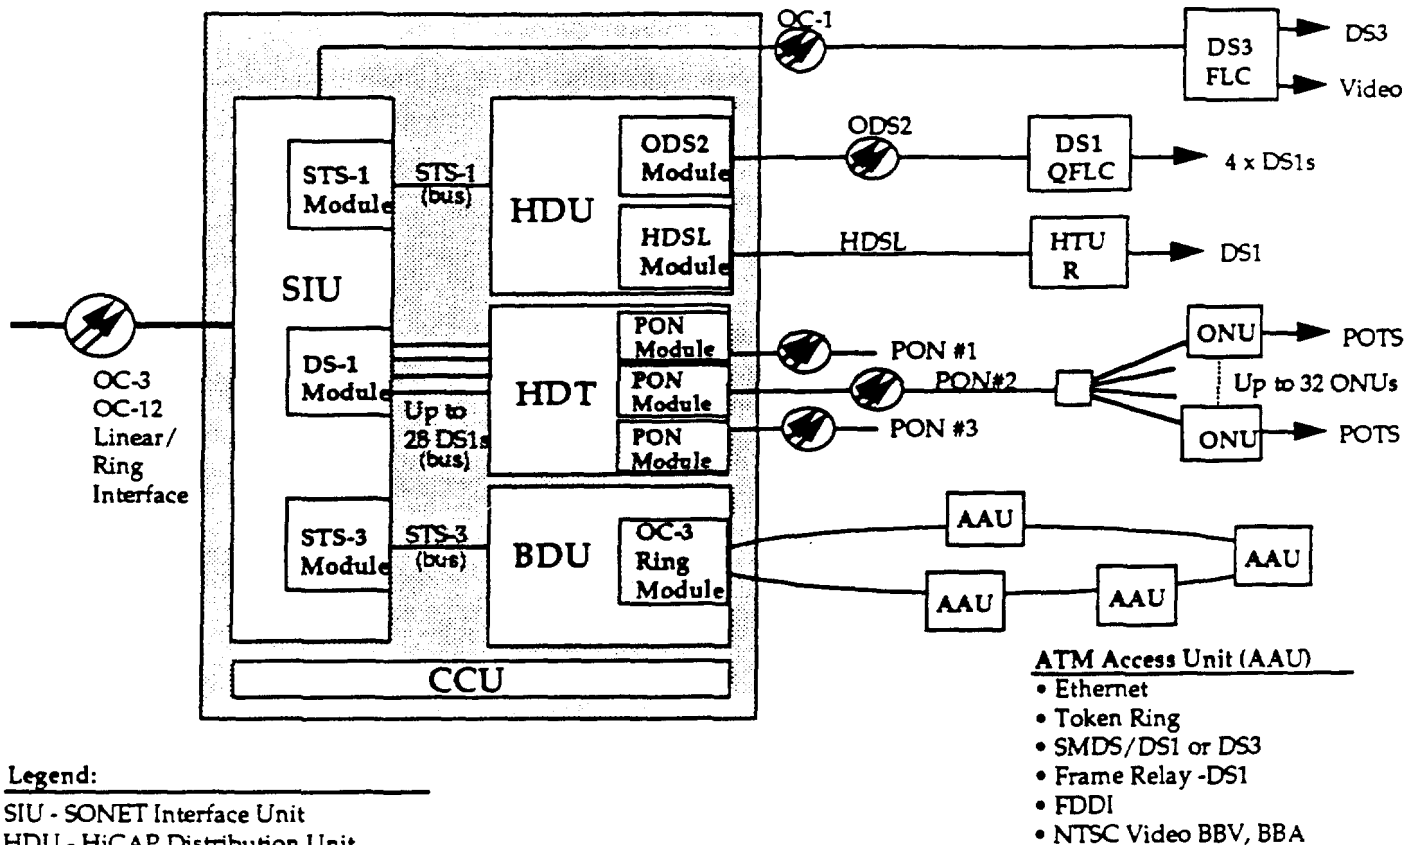 OC-1
DS3
FLC
DS3
Video
STS-1
Module
STS-1
(bus)
HDU
ODS2
Module
ODS2
DS1
QFLC
4 x DS1s
HDSL
Module
HDSL
HTU
R
DS1
SIU
OC-3
OC-12
Linear/
Ring
Interface
DS-1
Module
Up to
28 DS1s
(bus)
HDT
PON
Module
PON
Module
PON
Module
PON #1
PON#2
PON #3
ONU
POTS
Up to 32 ONUs
ONU
POTS
STS-3
Module
STS-3
(bus)
BDU
OC-3
Ring
Module
AAU
AAU
AAU
AAU
CCU
ATM Access Unit (AAU)
• Ethernet
• Token Ring
• SMDS/DS1 or DS3
• Frame Relay -DS1
• FDDI
• NTSC Video BBV, BBA
Legend:
SIU - SONET Interface Unit
HDU - HiCAP Distribution Unit